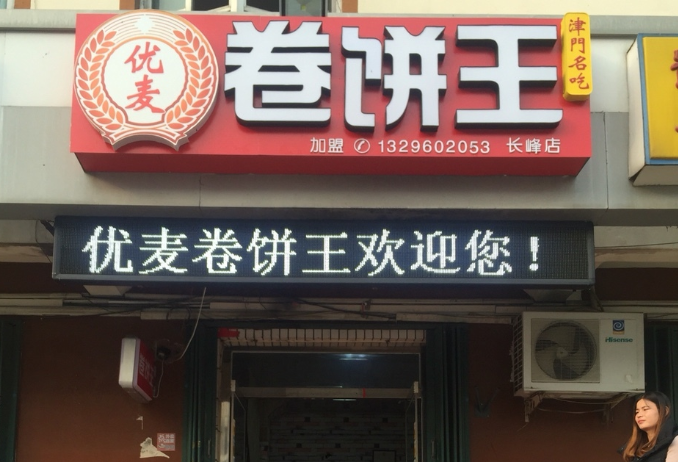 优麦
卷饼王
津門名吃
加盟 ✆ 1329602053 长峰店
优麦卷饼王欢迎您！
Hisense